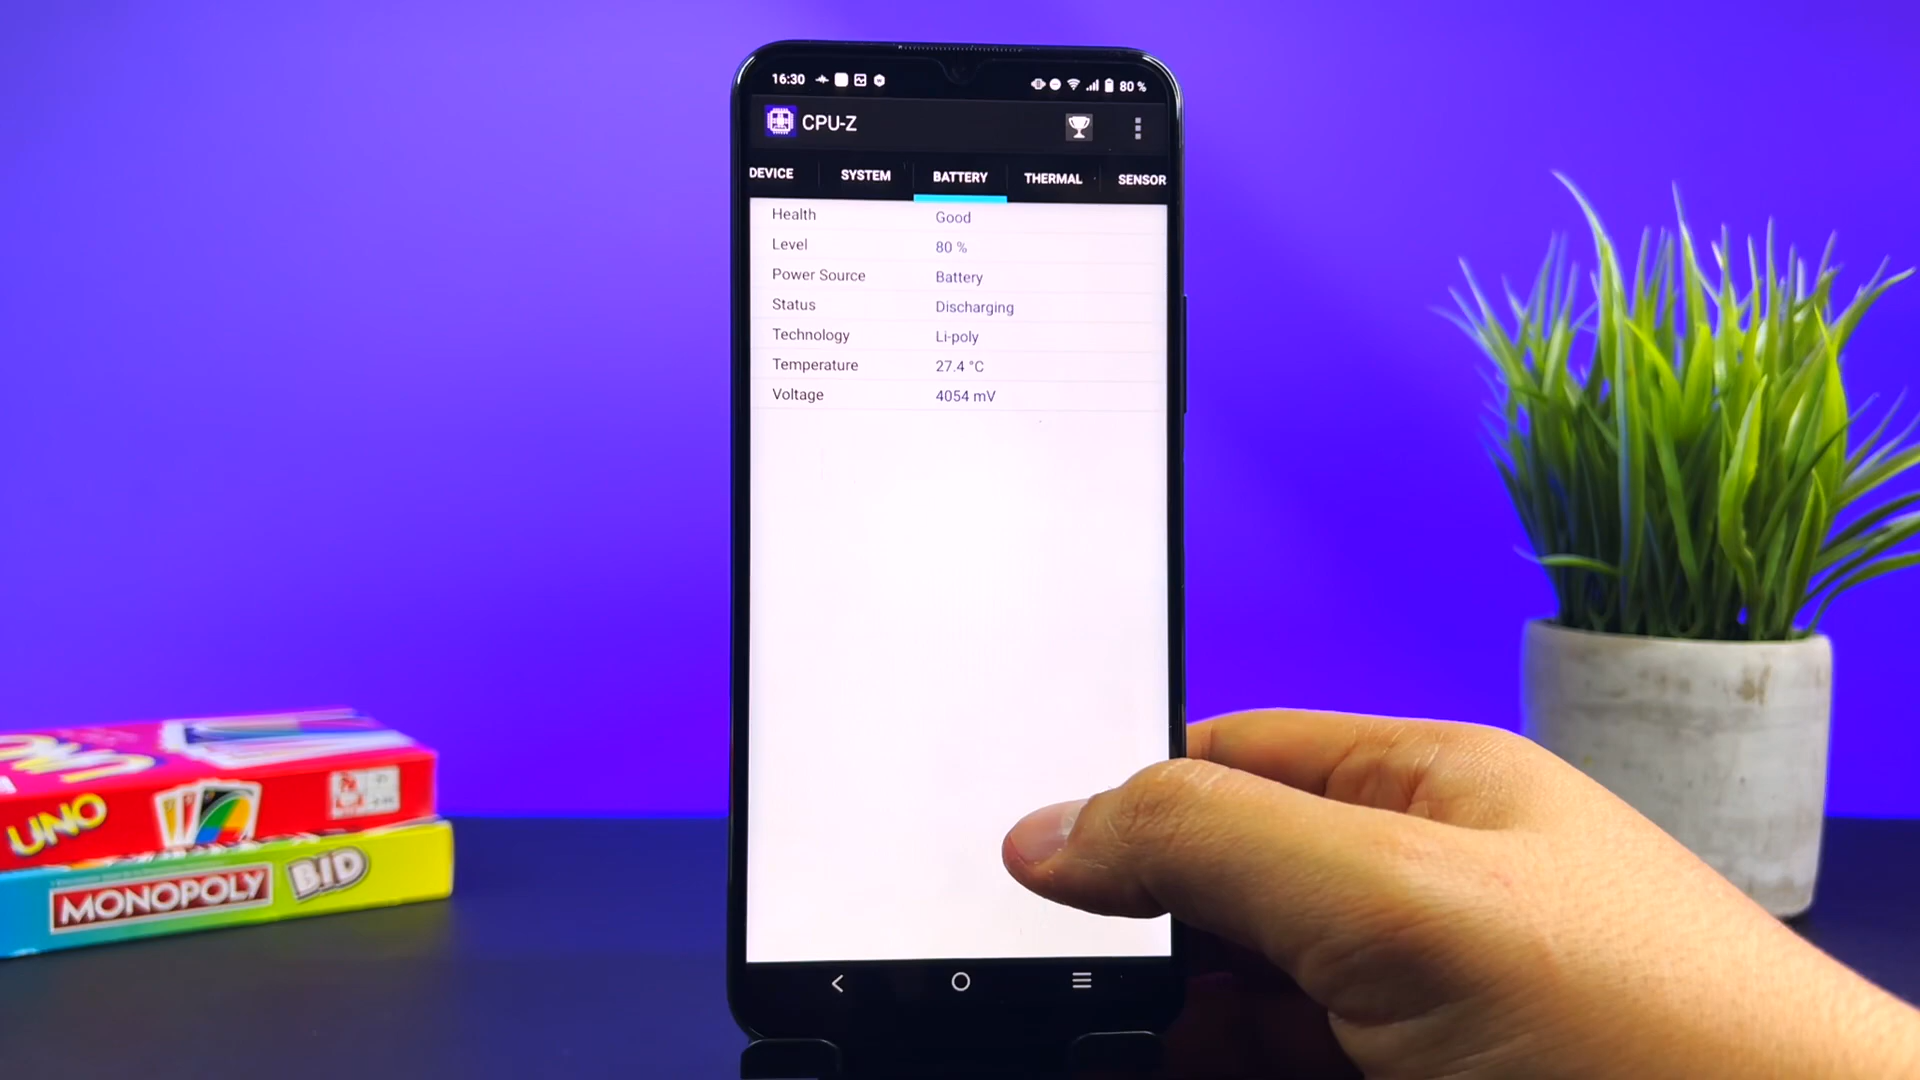 16:30 80 %
CPU-Z
DEVICE SYSTEM BATTERY THERMAL SENSOR
Health Good
Level 80 %
Power Source Battery
Status Discharging
Technology Li-poly
Temperature 27.4 °C
Voltage 4054 mV
UNO
MONOPOLY BID